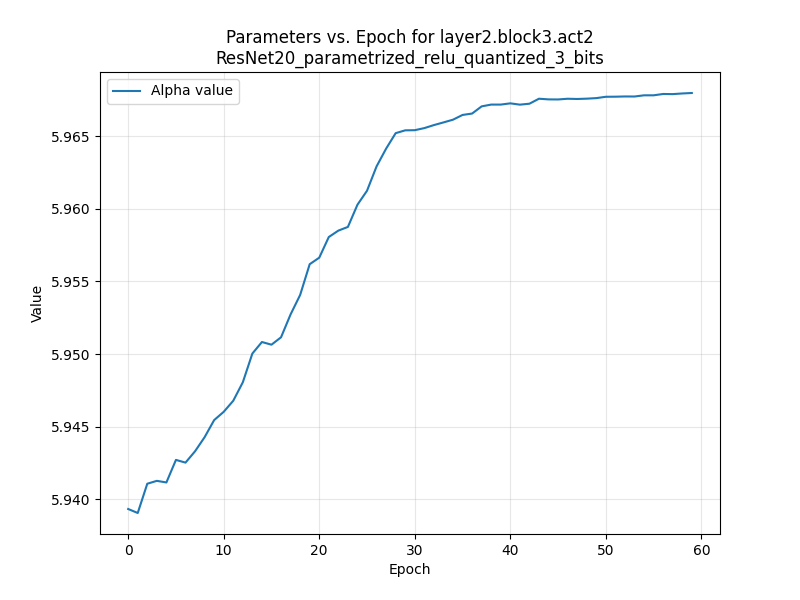 Parameters vs. Epoch for layer2.block3.act2
ResNet20_parametrized_relu_quantized_3_bits
Alpha value
5.965
5.960
5.955
5.950
5.945
5.940
Value
0 10 20 30 40 50 60
Epoch